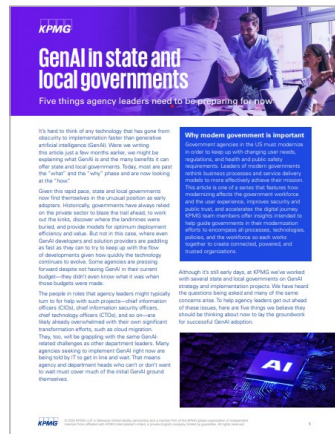 KPMG
GenAI in state and
local governments
Five things agency leaders need to be preparing for now
It's hard to think of any technology that has gone from
obscurity to implementation faster than generative
artificial intelligence (GenAI). Were we writing
this article just a few months earlier, we might be
explaining what GenAI is and the many benefits it can
offer state and local governments. Today, most are past
the "what" and the "why" phase and are now looking
at the "how."
Given this rapid pace, state and local governments
now find themselves in the unusual position as early
adopters. Historically, governments have always relied
on the private sector to blaze the trail ahead, to work
out the kinks, discover where the landmines were
buried, and provide models for optimum deployment
efficiency and value. But not in this case, where even
GenAI developers and solution providers are paddling
as fast as they can to try to keep up with the flow
of developments given how quickly the technology
continues to evolve. Some agencies are pressing
forward despite not having GenAI in their current
budget—they didn't even know what it was when
those budgets were made.
The people in roles that agency leaders might typically
turn to for help with such projects—chief information
officers (CIOs), chief information security officers,
chief technology officers (CTOs), and so on—are
likely already overwhelmed with their own significant
transformation efforts, such as cloud migration.
They, too, will be grappling with the same GenAI-
related challenges as other department leaders. Many
agencies seeking to implement GenAI right now are
being told by IT to get in line and wait. That means
agency and department heads who can't or don't want
to wait must cover much of the initial GenAI ground
themselves.
Why modern government is important
Government agencies in the US must modernize
in order to keep up with changing user needs,
regulations, and health and public safety
requirements. Leaders of modern governments
rethink business processes and service delivery
models to more effectively achieve their mission.
This article is one of a series that features how
modernizing affects the government workforce
and the user experience, improves security and
public trust, and accelerates the digital journey.
KPMG team members offer insights intended to
help guide governments in their modernization
efforts to encompass all processes, technologies,
policies, and the workforce so each works
together to create connected, powered, and
trusted organizations.
Although it's still early days, at KPMG we've worked
with several state and local governments on GenAI
strategy and implementation projects. We have heard
the questions being asked and many of the same
concerns arise. To help agency leaders get out ahead
of these issues, here are five things we believe they
should be thinking about now to lay the groundwork
for successful GenAI adoption.
AI
KPMG
1